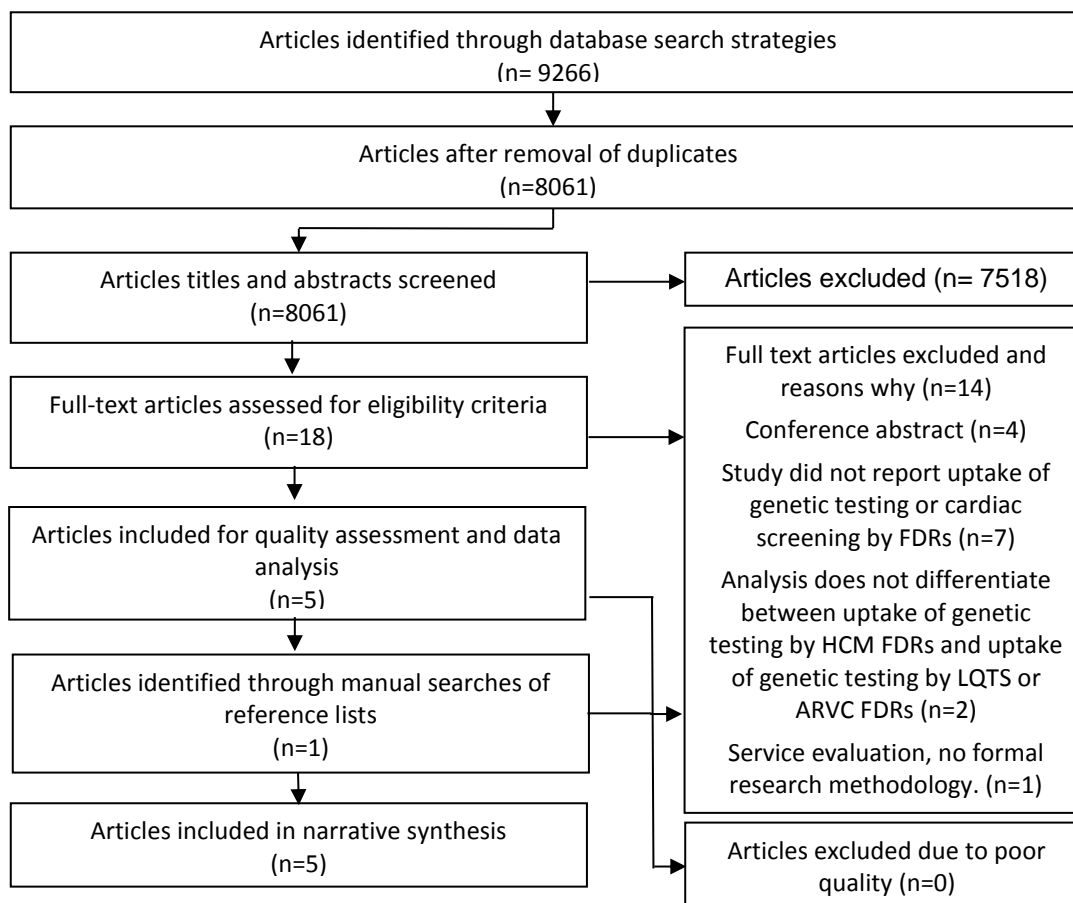 Articles identified through database search strategies
(n= 9266)
Articles after removal of duplicates
(n=8061)
Articles titles and abstracts screened
(n=8061)
Articles excluded (n= 7518)
Full-text articles assessed for eligibility criteria
(n=18)
Full text articles excluded and
reasons why (n=14)
Conference abstract (n=4)
Study did not report uptake of
genetic testing or cardiac
screening by FDRs (n=7)
Analysis does not differentiate
between uptake of genetic
testing by HCM FDRs and uptake
of genetic testing by LQTS or
ARVC FDRs (n=2)
Service evaluation, no formal
research methodology. (n=1)
Articles included for quality assessment and data
analysis
(n=5)
Articles identified through manual searches of
reference lists
(n=1)
Articles included in narrative synthesis
(n=5)
Articles excluded due to poor
quality (n=0)